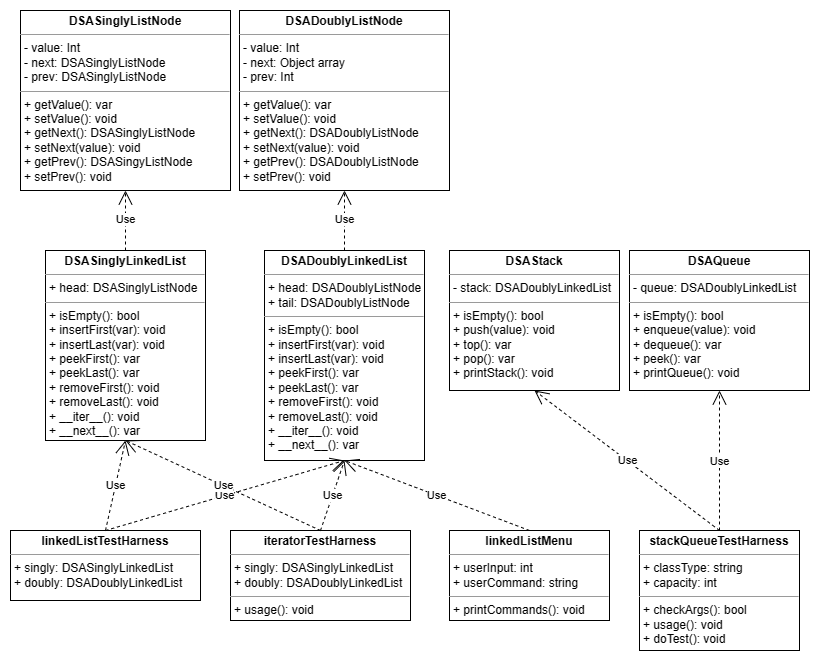 DSASinglyListNode
- value: Int
- next: DSASinglyListNode
- prev: DSASinglyListNode
+ getValue(): var
+ setValue(): void
+ getNext(): DSASinglyListNode
+ setNext(value): void
+ getPrev(): DSASingyListNode
+ setPrev(): void
DSADoublyListNode
- value: Int
- next: Object array
- prev: Int
+ getValue(): var
+ setValue(): void
+ getNext(): DSADoublyListNode
+ setNext(value): void
+ getPrev(): DSADoublyListNode
+ setPrev(): void
Use
Use
DSASinglyLinkedList
+ head: DSASinglyListNode
+ isEmpty(): bool
+ insertFirst(var): void
+ insertLast(var): void
+ peekFirst(): var
+ peekLast(): var
+ removeFirst(): void
+ removeLast(): void
+ __iter__(): void
+ __next__(): var
DSADoublyLinkedList
+ head: DSADoublyListNode
+ tail: DSADoublyListNode
+ isEmpty(): bool
+ insertFirst(var): void
+ insertLast(var): void
+ peekFirst(): var
+ peekLast(): var
+ removeFirst(): void
+ removeLast(): void
+ __iter__(): void
+ __next__(): var
DSAStack
- stack: DSADoublyLinkedList
+ isEmpty(): bool
+ push(value): void
+ top(): var
+ pop(): var
+ printStack(): void
DSAQueue
- queue: DSADoublyLinkedList
+ isEmpty(): bool
+ enqueue(value): void
+ dequeue(): var
+ peek(): var
+ printQueue(): void
Use
Use
Use
Use
Use
Use
Use
linkedListTestHarness
+ singly: DSASinglyLinkedList
+ doubly: DSADoublyLinkedList
iteratorTestHarness
+ singly: DSASinglyLinkedList
+ doubly: DSADoublyLinkedList
+ usage(): void
linkedListMenu
+ userInput: int
+ userCommand: string
+ printCommands(): void
stackQueueTestHarness
+ classType: string
+ capacity: int
+ checkArgs(): bool
+ usage(): void
+ doTest(): void